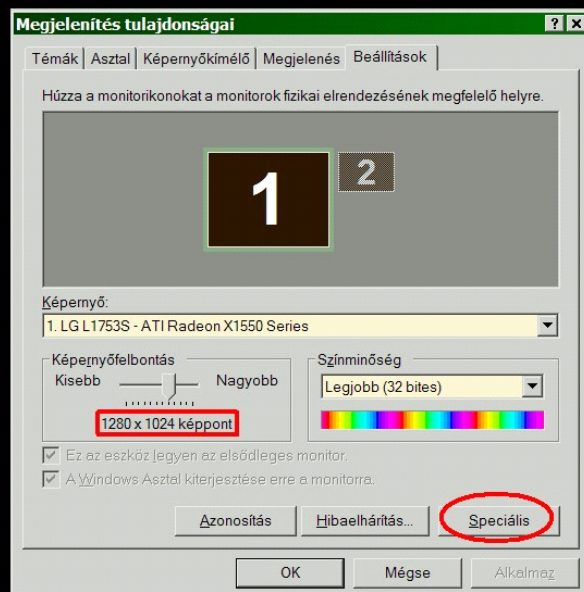 Megjelenítés tulajdonságai
Témák Asztal Képernyőkímélő Megjelenés Beállítások
Húzza a monitorikonokat a monitorok fizikai elrendezésének megfelelő helyre.
1 2
Képernyő:
1. LG L1753S - ATI Radeon X1550 Series
Képernyőfelbontás
Kisebb Nagyobb
1280 x 1024 képpont
Színminőség
Legjobb (32 bites)
Ez az eszköz legyen az elsődleges monitor.
A Windows Asztal kiterjesztése erre a monitorra.
Azonosítás Hibaelhárítás... Speciális
OK Mégse Alkalmaz